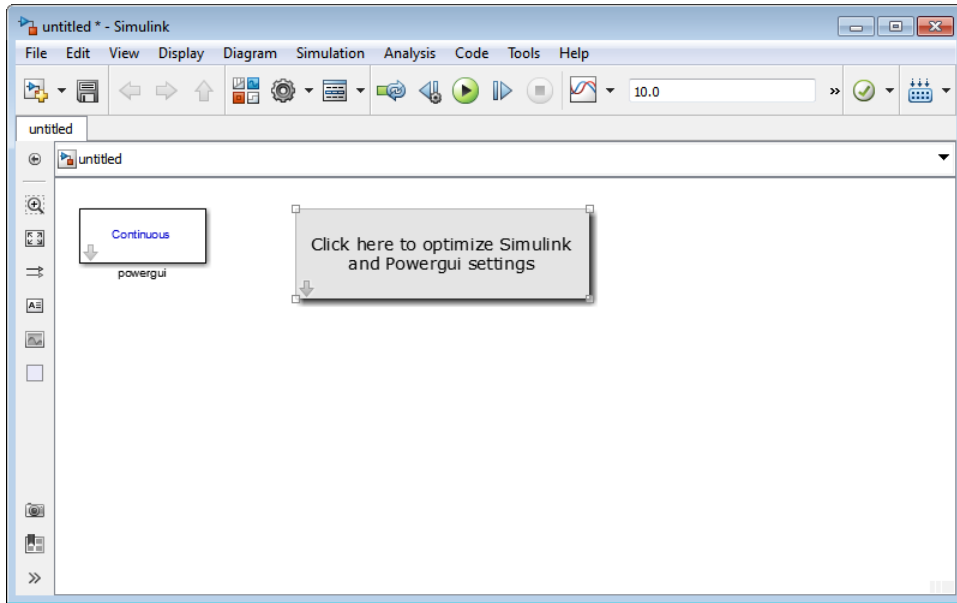 untitled * - Simulink
File Edit View Display Diagram Simulation Analysis Code Tools Help
10.0 »
untitled
untitled
Continuous
powergui
Click here to optimize Simulink
and Powergui settings
A
»